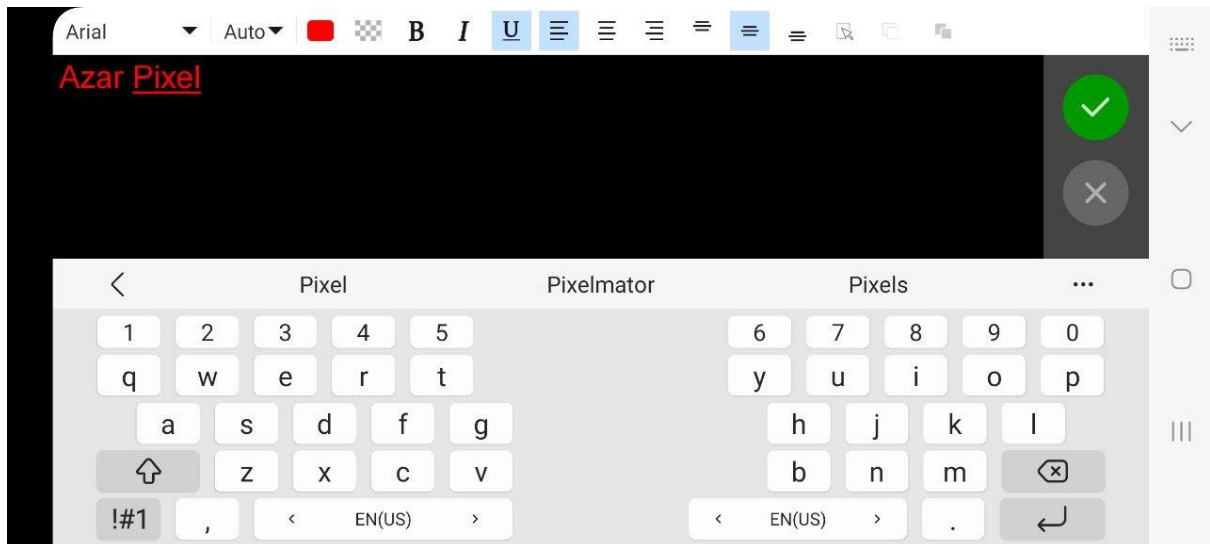 Arial Auto B I U
Azar Pixel
Pixel Pixelmator Pixels
1 2 3 4 5 6 7 8 9 0
q w e r t y u i o p
a s d f g h j k l
z x c v b n m
!#1 , EN(US) EN(US) .